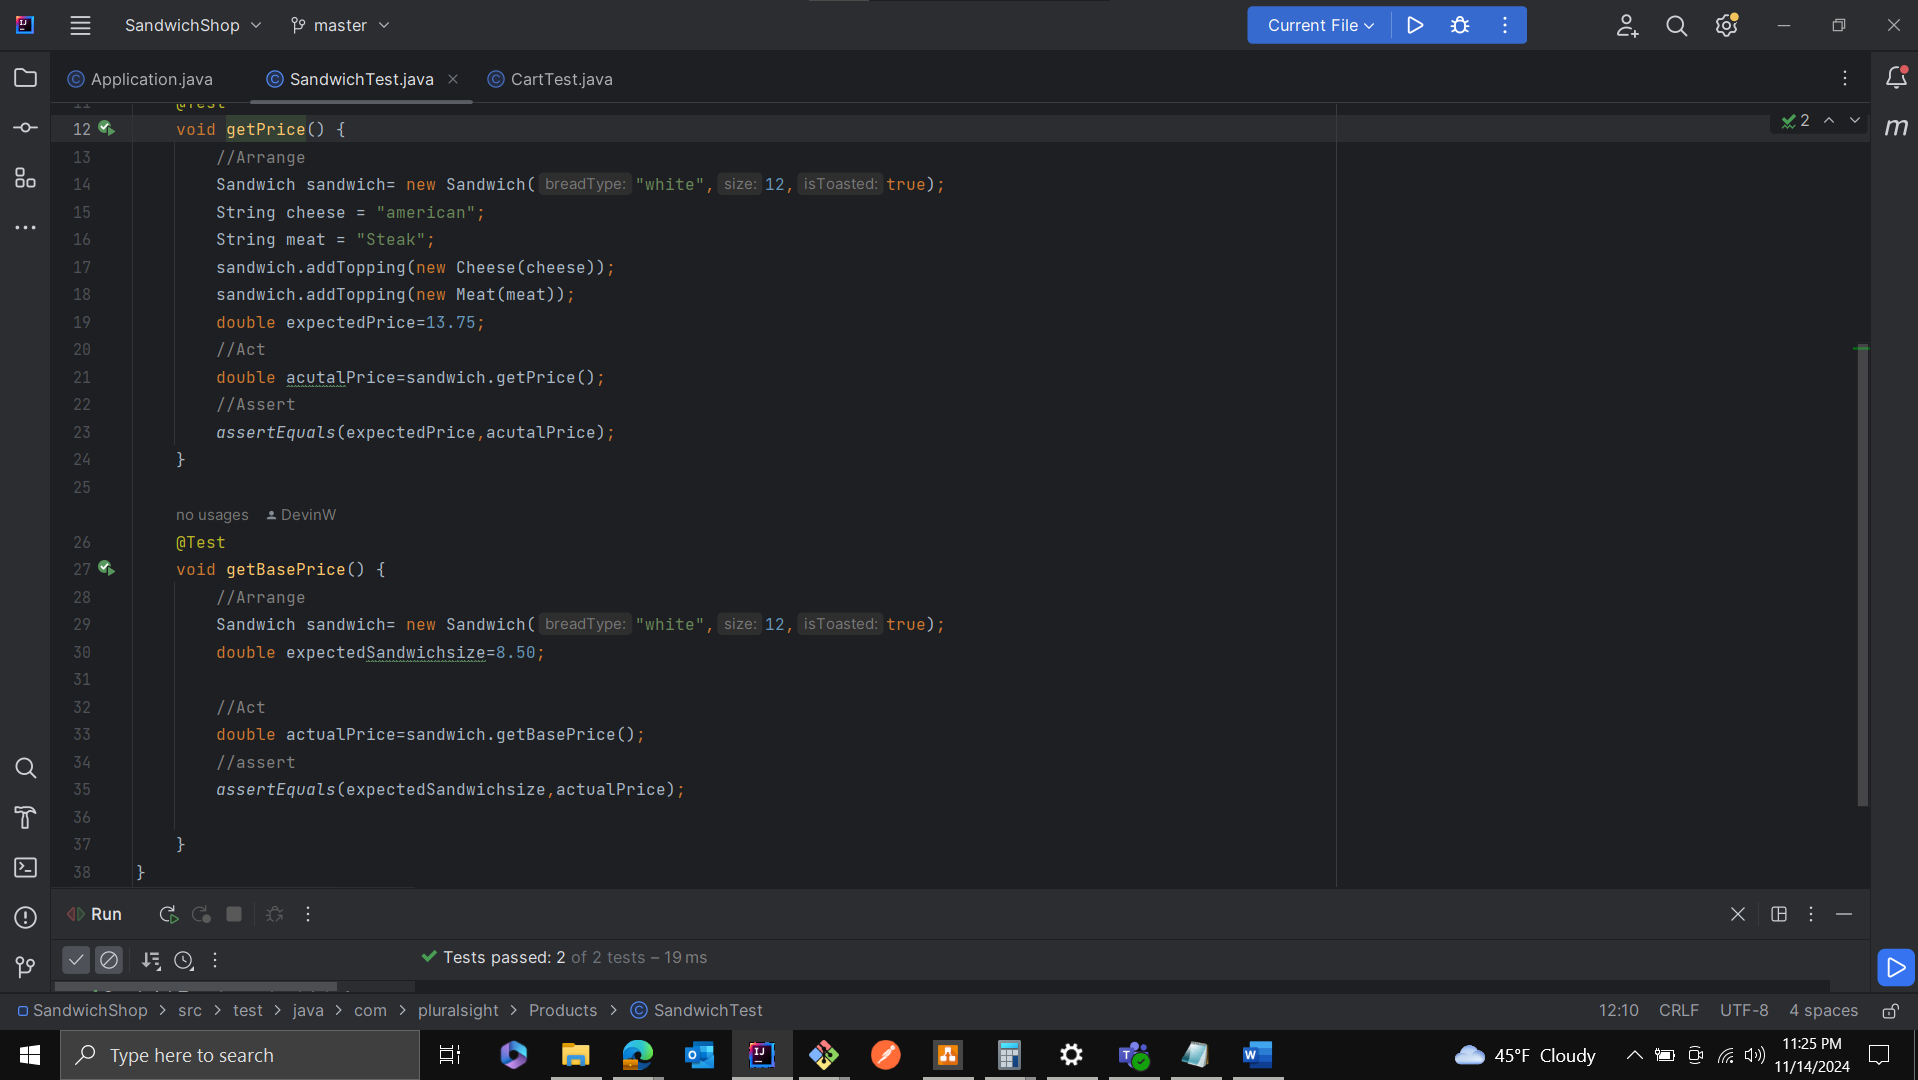 SandwichShop master Current File
Application.java SandwichTest.java CartTest.java
11 @Test
12 void getPrice() { 2
13 //Arrange
14 Sandwich sandwich= new Sandwich( breadType: "white", size: 12, isToasted: true);
15 String cheese = "american";
16 String meat = "Steak";
17 sandwich.addTopping(new Cheese(cheese));
18 sandwich.addTopping(new Meat(meat));
19 double expectedPrice=13.75;
20 //Act
21 double acutalPrice=sandwich.getPrice();
22 //Assert
23 assertEquals(expectedPrice,acutalPrice);
24 }
25
no usages DevinW
26 @Test
27 void getBasePrice() {
28 //Arrange
29 Sandwich sandwich= new Sandwich( breadType: "white", size: 12, isToasted: true);
30 double expectedSandwichsize=8.50;
31
32 //Act
33 double actualPrice=sandwich.getBasePrice();
34 //assert
35 assertEquals(expectedSandwichsize,actualPrice);
36
37 }
38 }
Run
Tests passed: 2 of 2 tests – 19 ms
SandwichShop > src > test > java > com > pluralsight > Products > SandwichTest 12:10 CRLF UTF-8 4 spaces
Type here to search 45°F Cloudy 11:25 PM
11/14/2024